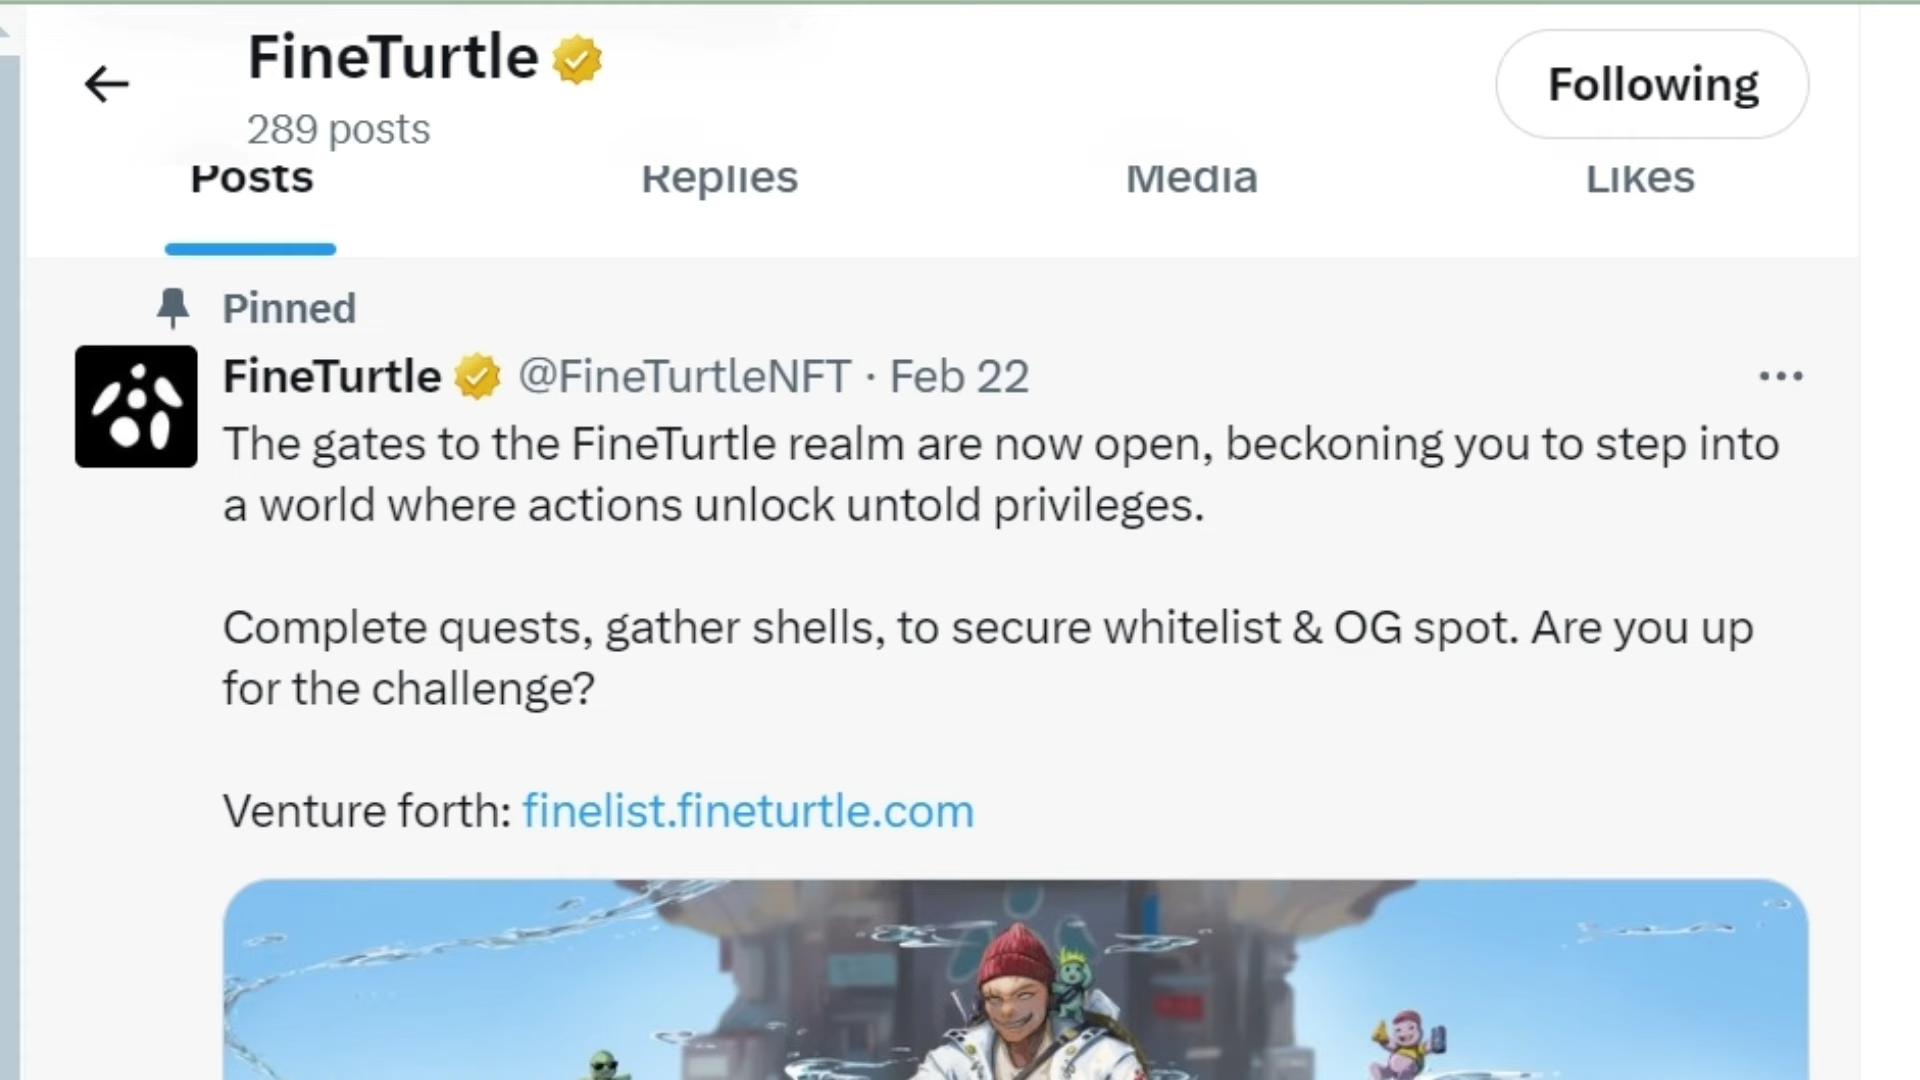 FineTurtle
289 posts
Following
Posts Replies Media Likes
Pinned
FineTurtle @FineTurtleNFT · Feb 22
The gates to the FineTurtle realm are now open, beckoning you to step into
a world where actions unlock untold privileges.
Complete quests, gather shells, to secure whitelist & OG spot. Are you up
for the challenge?
Venture forth: finelist.fineturtle.com